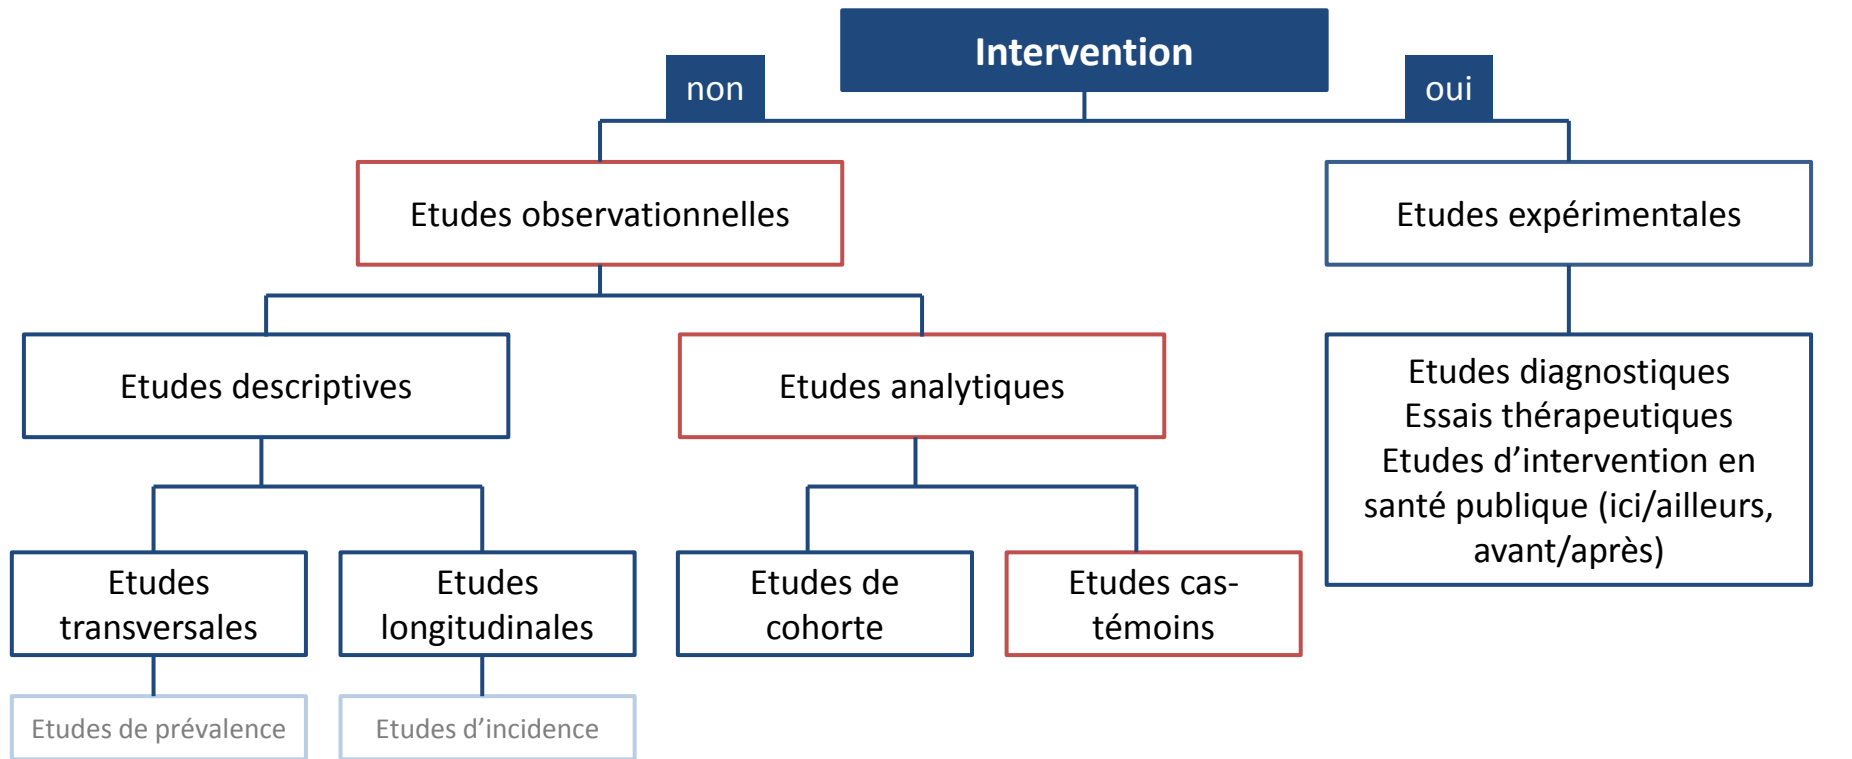 Intervention
non
oui
Etudes observationnelles
Etudes expérimentales
Etudes descriptives
Etudes analytiques
Etudes diagnostiques
Essais thérapeutiques
Etudes d’intervention en
santé publique (ici/ailleurs,
avant/après)
Etudes
transversales
Etudes
longitudinales
Etudes de
cohorte
Etudes cas-
témoins
Etudes de prévalence
Etudes d’incidence